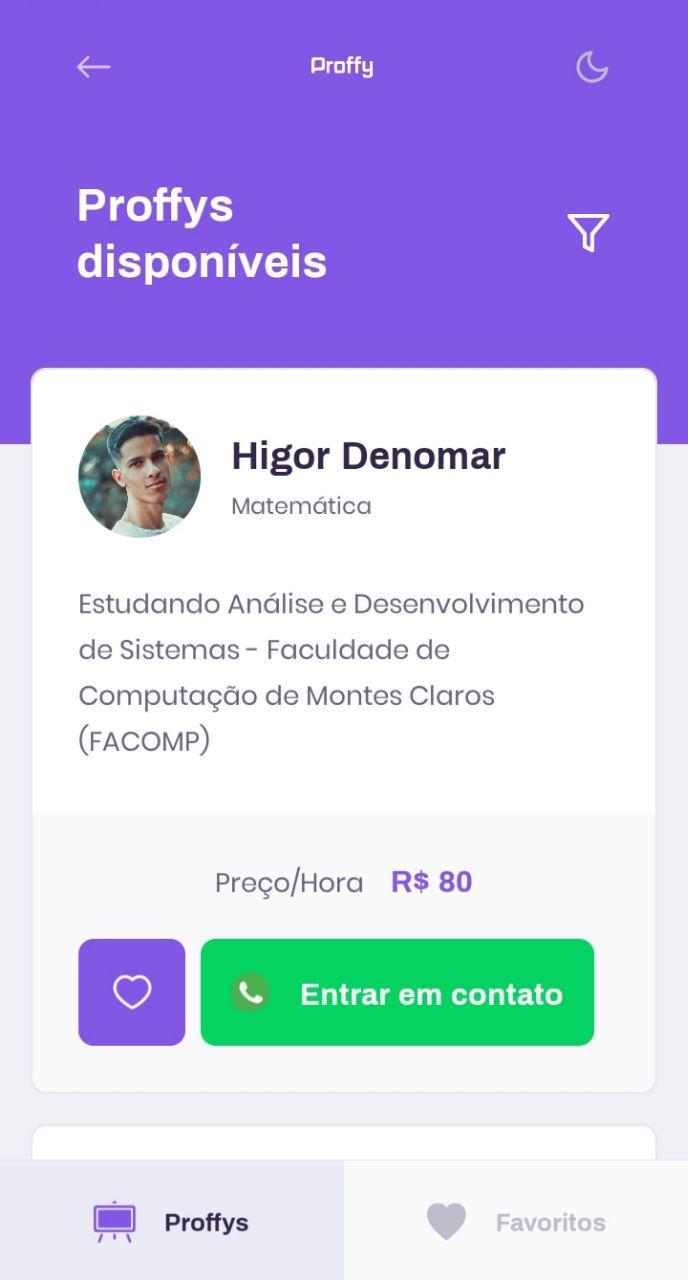 Proffy
Proffys
disponíveis
Higor Denomar
Matemática
Estudando Análise e Desenvolvimento
de Sistemas - Faculdade de
Computação de Montes Claros
(FACOMP)
Preço/Hora R$ 80
Entrar em contato
Proffys Favoritos